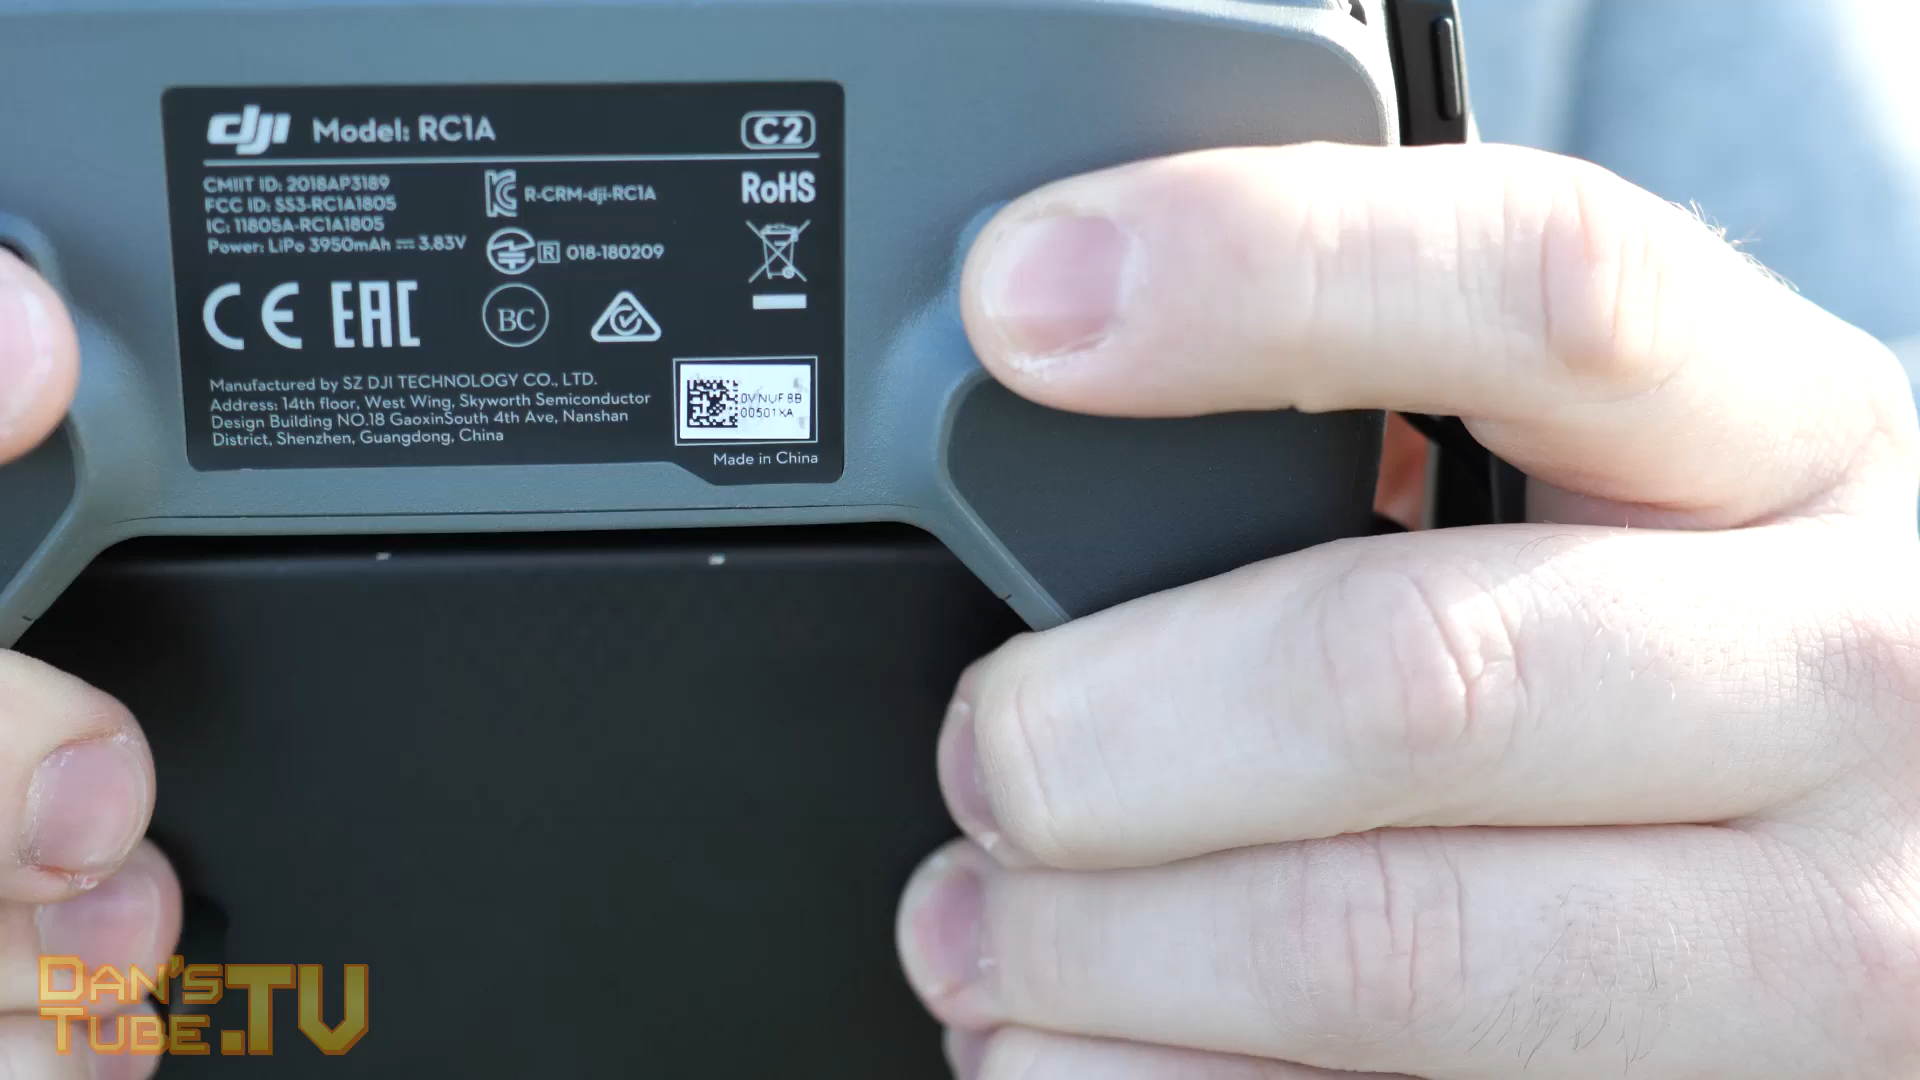 dji Model: RC1A C2
CMIIT ID: 2018AP3189
FCC ID: SS3-RC1A1805
IC: 11805A-RC1A1805
Power: LiPo 3950mAh ⎓ 3.83V
R-CRM-dji-RC1A
R 018-180209
RoHS
CE EAC
BC
Manufactured by SZ DJI TECHNOLOGY CO., LTD.
Address: 14th floor, West Wing, Skyworth Semiconductor
Design Building NO.18 GaoxinSouth 4th Ave, Nanshan
District, Shenzhen, Guangdong, China
0VNUF8B
00501XA
Made in China
DAN'S
TUBE.TV